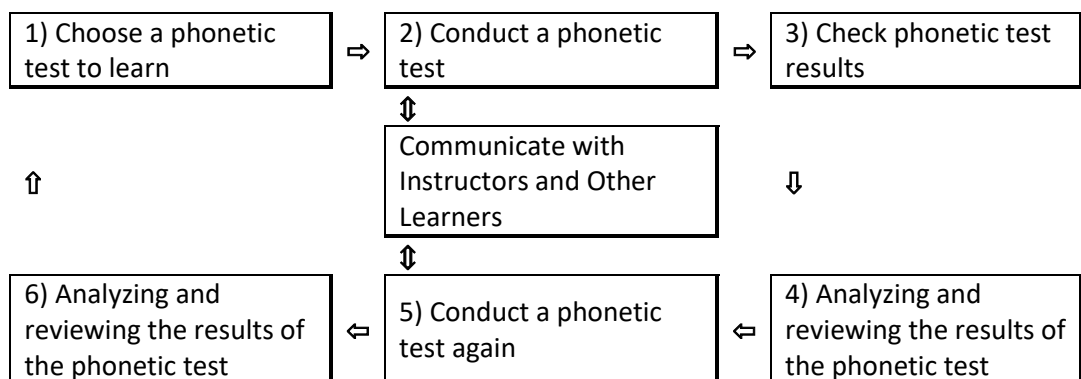 1) Choose a phonetic
test to learn
⇨
2) Conduct a phonetic
test
⇨
3) Check phonetic test
results
⇕
⇧
Communicate with
Instructors and Other
Learners
⇩
⇕
6) Analyzing and
reviewing the results of
the phonetic test
⇦
5) Conduct a phonetic
test again
⇦
4) Analyzing and
reviewing the results of
the phonetic test